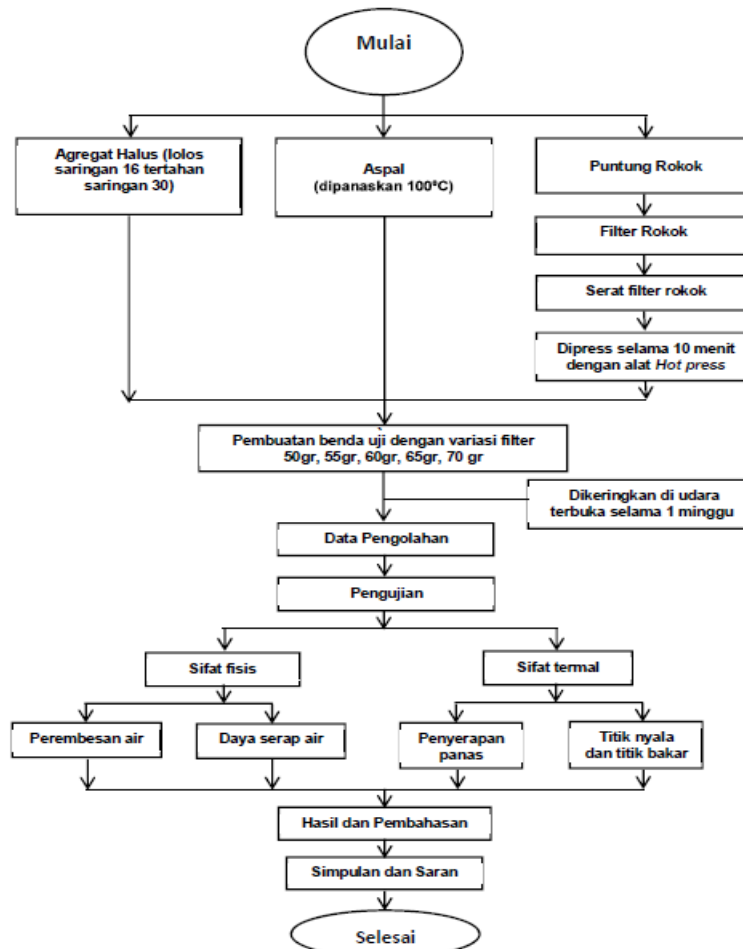 Mulai
Agregat Halus (lolos
saringan 16 tertahan
saringan 30)
Aspal
(dipanaskan 100ºC)
Puntung Rokok
Filter Rokok
Serat filter rokok
Dipress selama 10 menit
dengan alat Hot press
Pembuatan benda uji dengan variasi filter
50gr, 55gr, 60gr, 65gr, 70 gr
Dikeringkan di udara
terbuka selama 1 minggu
Data Pengolahan
Pengujian
Sifat fisis
Sifat termal
Perembesan air
Daya serap air
Penyerapan
panas
Titik nyala
dan titik bakar
Hasil dan Pembahasan
Simpulan dan Saran
Selesai